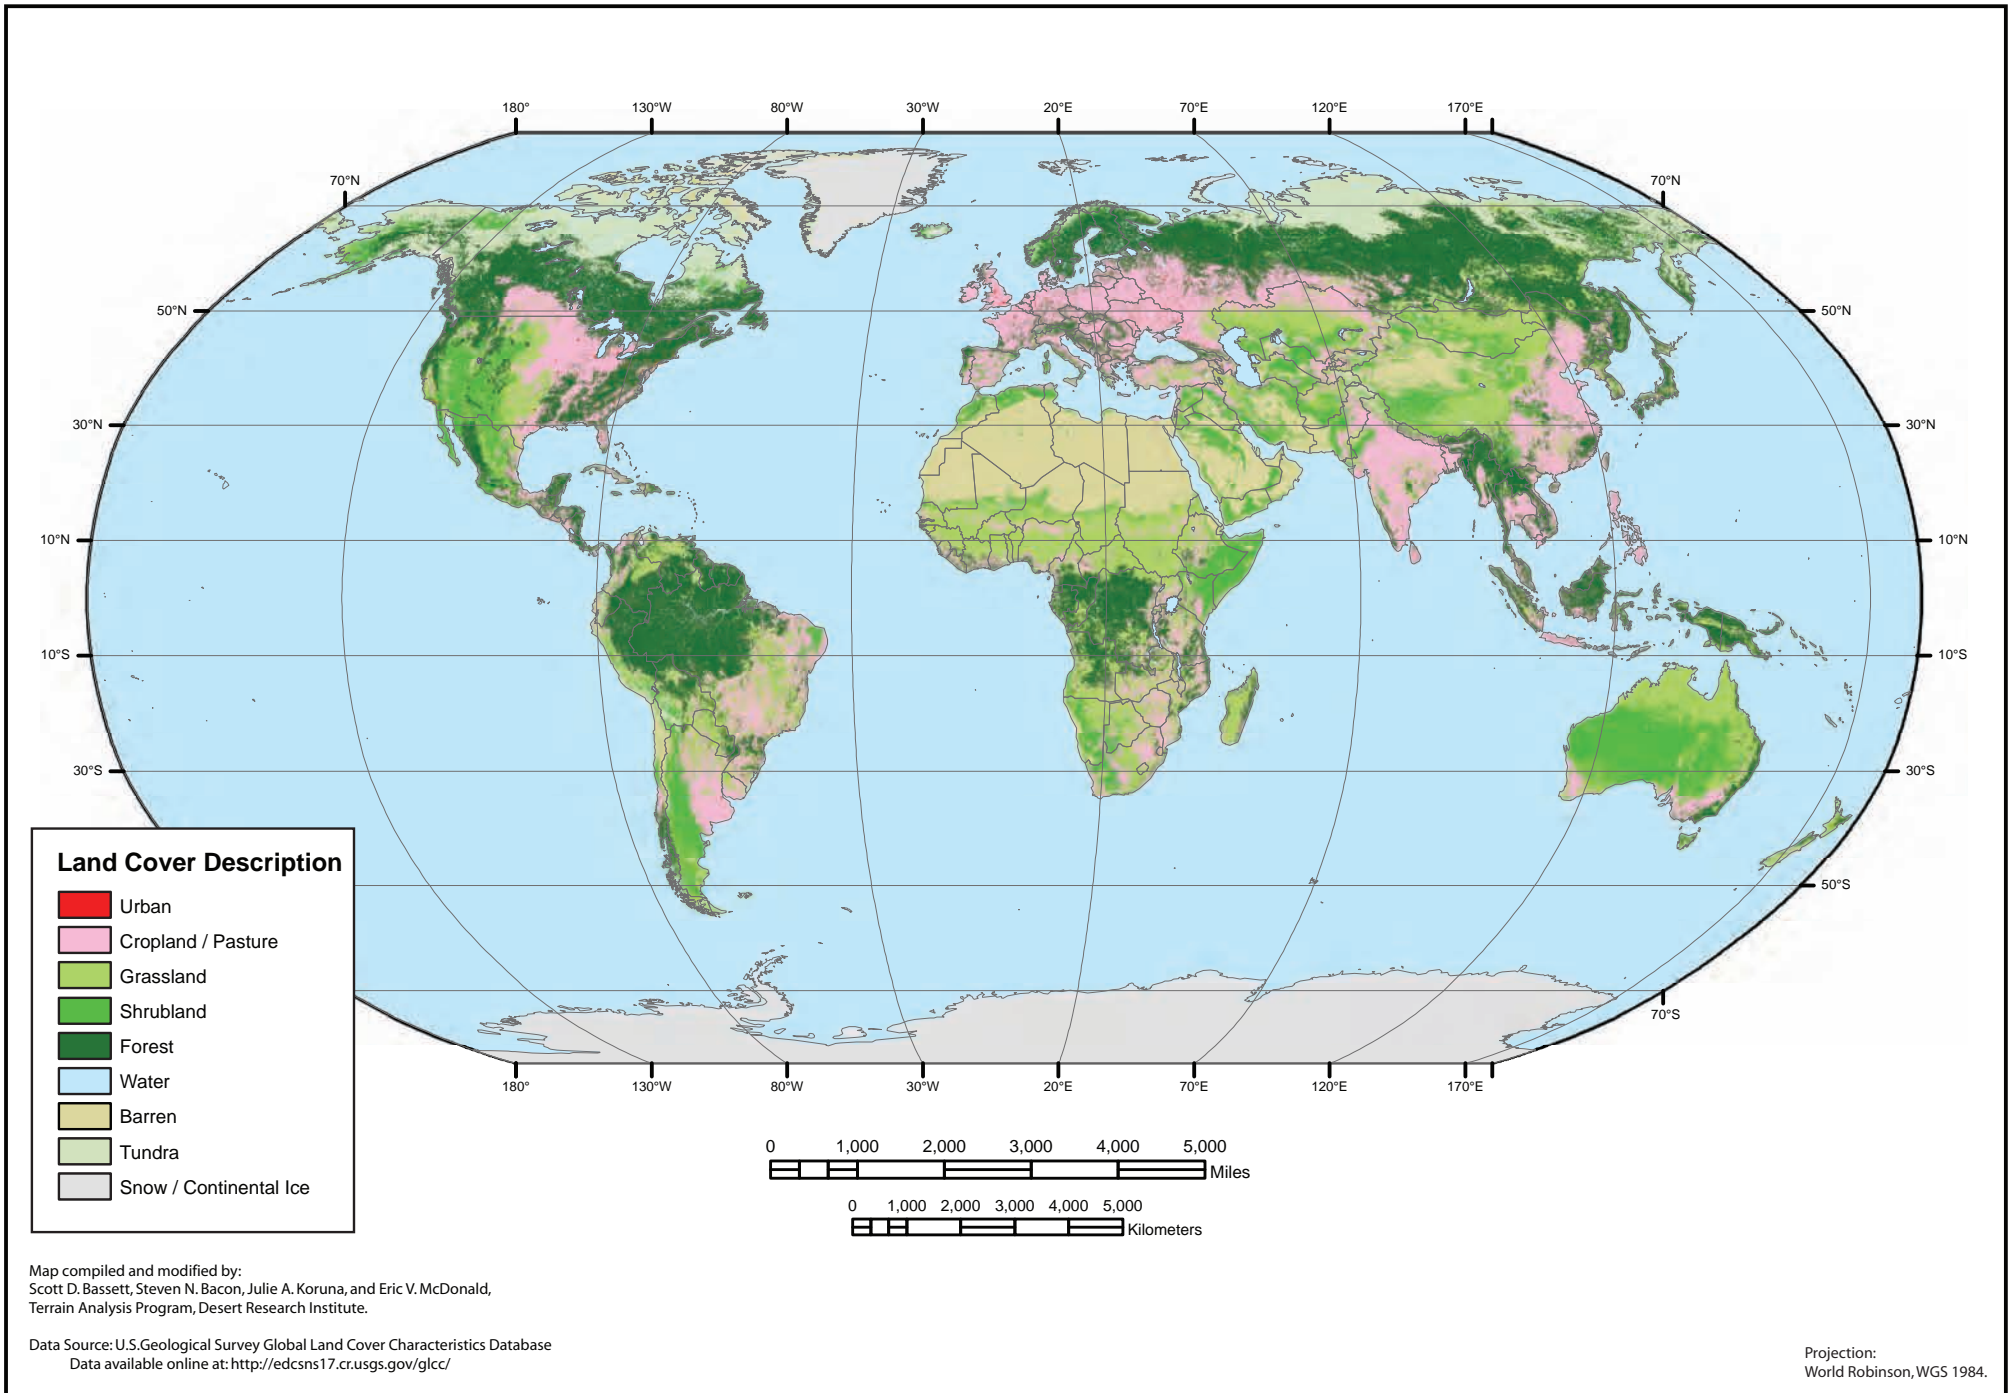 180°
130°W
80°W
30°W
20°E
70°E
120°E
170°E
70°N
70°N
50°N
50°N
30°N
30°N
10°N
10°N
10°S
10°S
30°S
30°S
50°S
70°S
180°
130°W
80°W
30°W
20°E
70°E
120°E
170°E
Land Cover Description
Urban
Cropland / Pasture
Grassland
Shrubland
Forest
Water
Barren
Tundra
Snow / Continental Ice
0 1,000 2,000 3,000 4,000 5,000
Miles
0 1,000 2,000 3,000 4,000 5,000
Kilometers
Map compiled and modified by:
Scott D. Bassett, Steven N. Bacon, Julie A. Koruna, and Eric V. McDonald,
Terrain Analysis Program, Desert Research Institute.
Data Source: U.S.Geological Survey Global Land Cover Characteristics Database
Data available online at: http://edcsns17.cr.usgs.gov/glcc/
Projection:
World Robinson, WGS 1984.